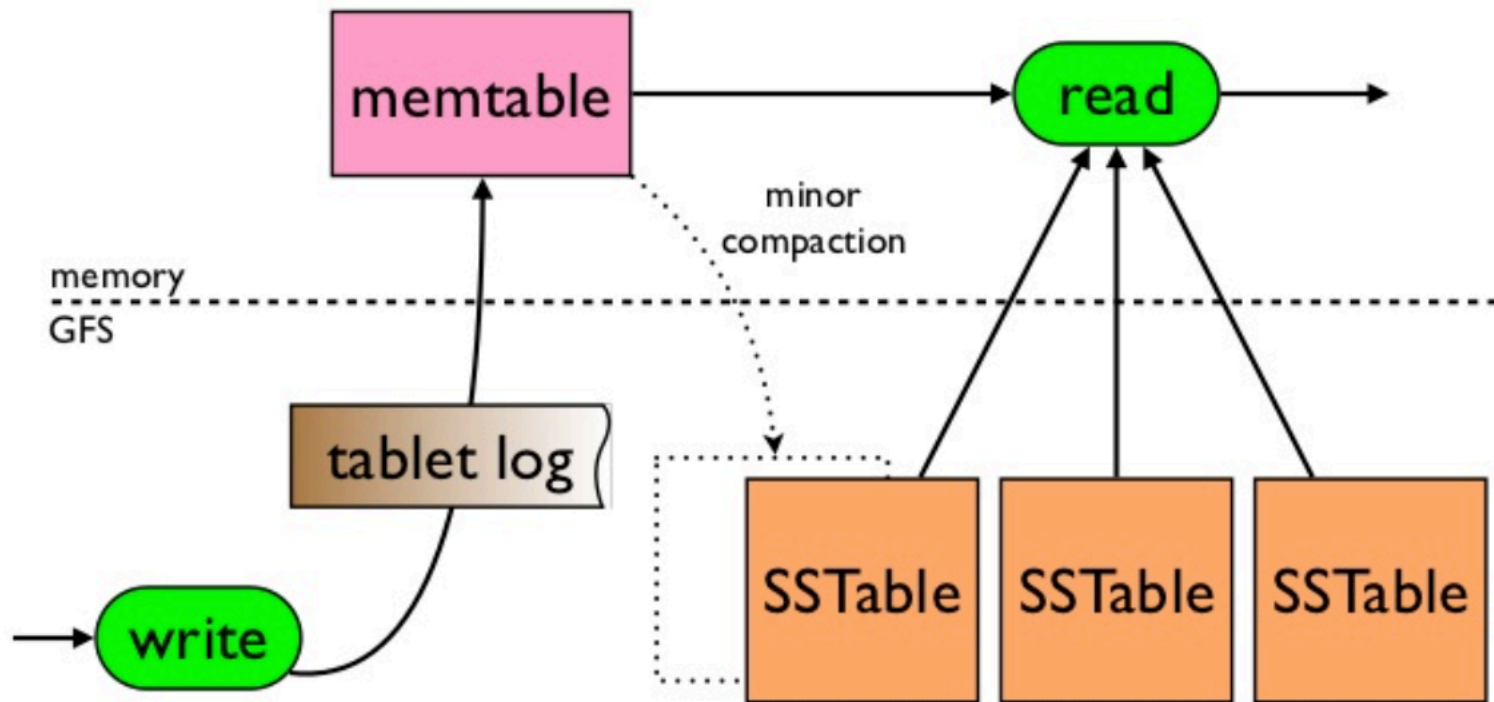 memtable
read
minor
compaction
memory
GFS
tablet log
SSTable
SSTable
SSTable
write